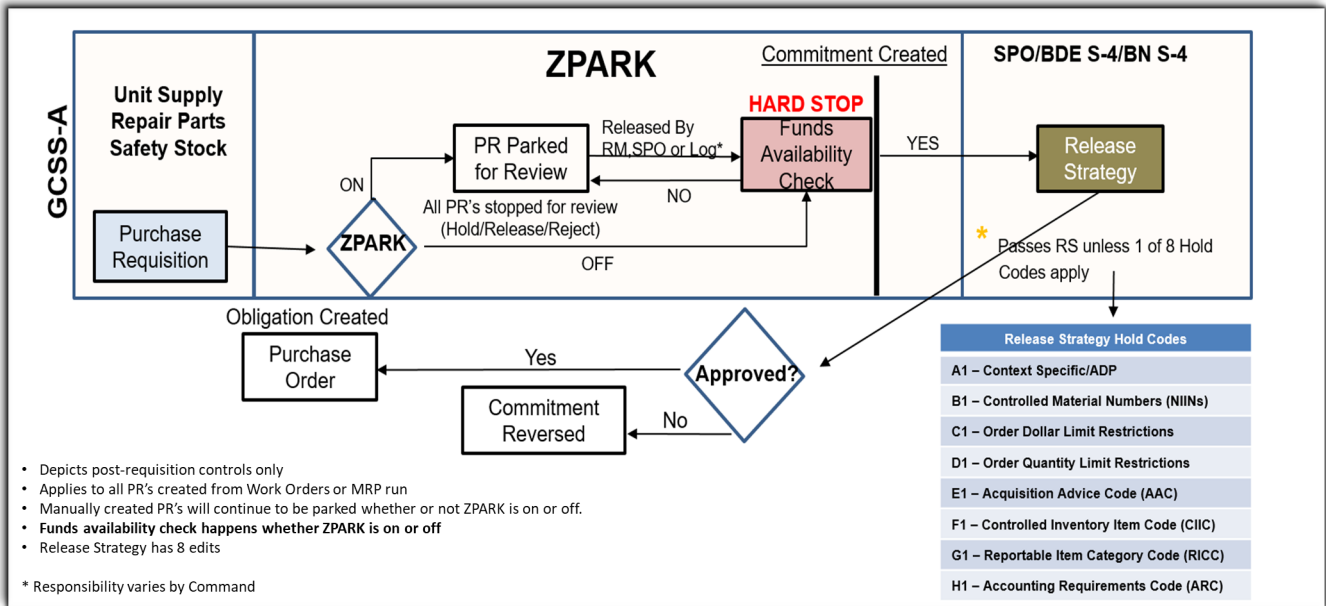 GCSS-A
Unit Supply
Repair Parts
Safety Stock
Purchase
Requisition
ZPARK
Commitment Created
SPO/BDE S-4/BN S-4
ON
ZPARK
PR Parked
for Review
Released By
RM,SPO or Log*
HARD STOP
Funds
Availability
Check
NO
All PR's stopped for review
(Hold/Release/Reject)
OFF
YES
Release
Strategy
* Passes RS unless 1 of 8 Hold
Codes apply
Obligation Created
Purchase
Order
Yes
Approved?
Commitment
Reversed
No
Release Strategy Hold Codes
A1 – Context Specific/ADP
B1 – Controlled Material Numbers (NIINs)
C1 – Order Dollar Limit Restrictions
D1 – Order Quantity Limit Restrictions
E1 – Acquisition Advice Code (AAC)
F1 – Controlled Inventory Item Code (CIIC)
G1 – Reportable Item Category Code (RICC)
H1 – Accounting Requirements Code (ARC)
• Depicts post-requisition controls only
• Applies to all PR's created from Work Orders or MRP run
• Manually created PR's will continue to be parked whether or not ZPARK is on or off.
• Funds availability check happens whether ZPARK is on or off
• Release Strategy has 8 edits
* Responsibility varies by Command